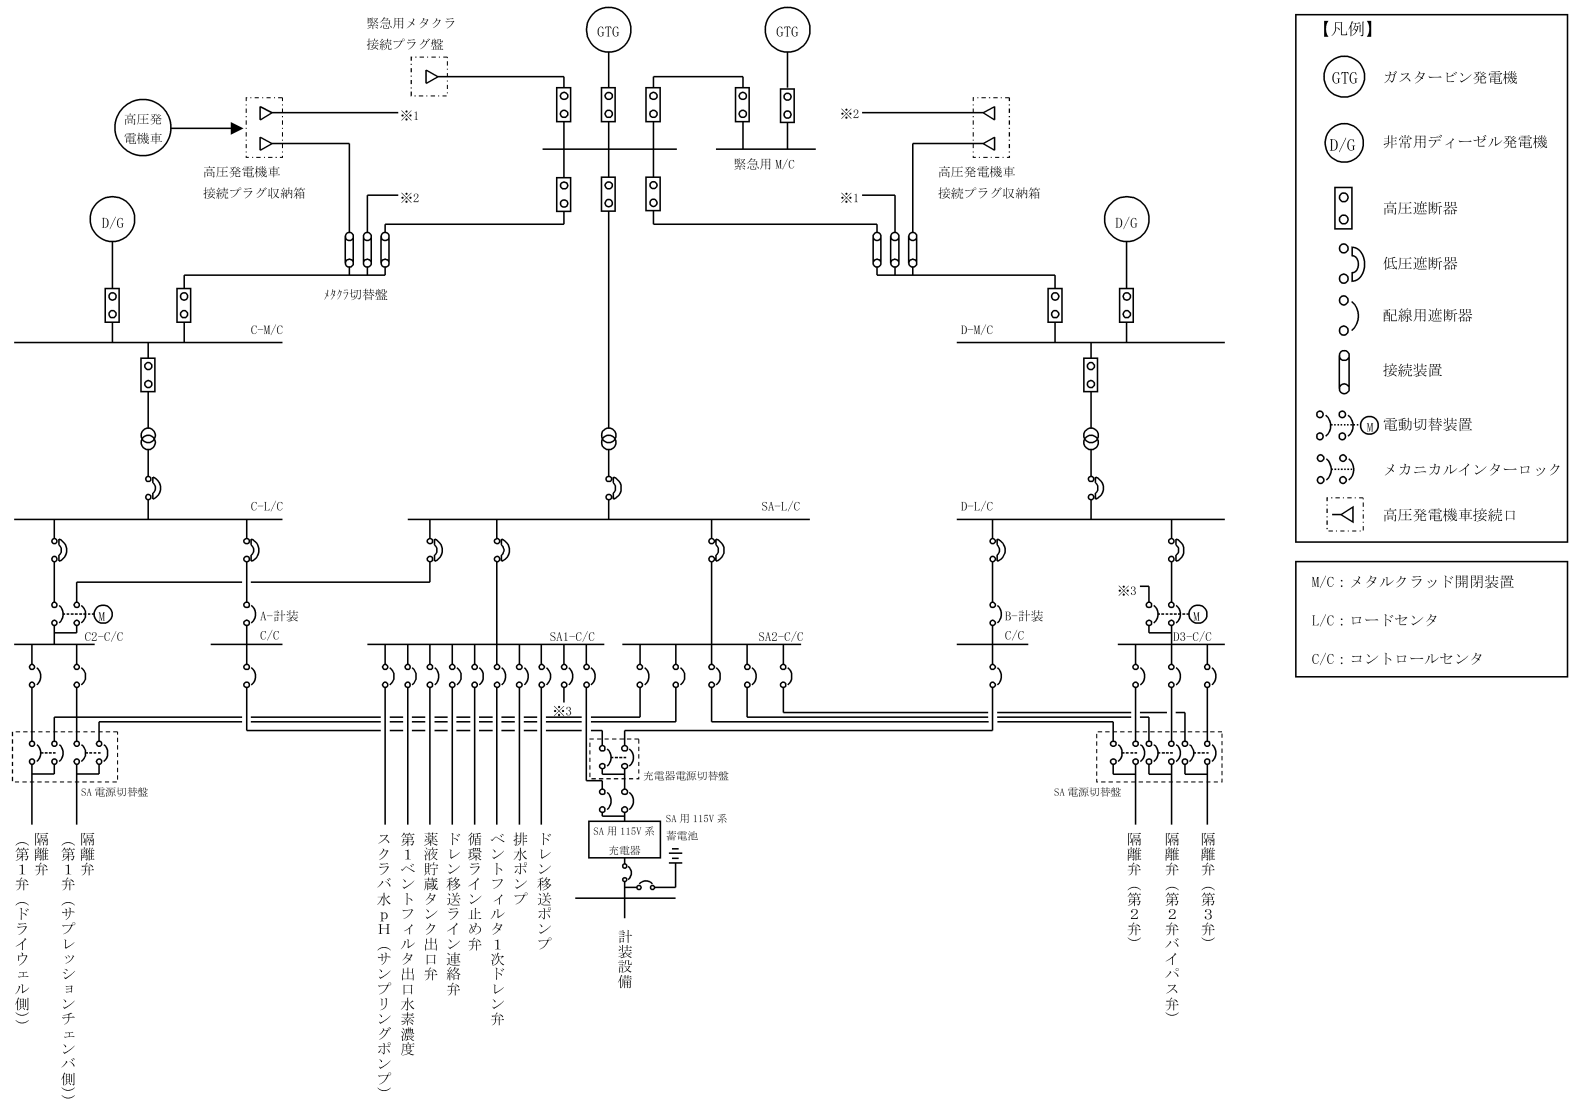 緊急用メタクラ
接続プラグ盤
GTG
GTG
高圧発
電機車
※1
※2
高圧発電機車
接続プラグ収納箱
※2
緊急用 M/C
※1
高圧発電機車
接続プラグ収納箱
D/G
D/G
メタクラ切替盤
C-M/C
D-M/C
C-L/C
SA-L/C
D-L/C
M
A-計装
C2-C/C
C/C
SA1-C/C
SA2-C/C
B-計装
C/C
※3
M
D3-C/C
※3
SA 電源切替盤
充電器電源切替盤
SA 電源切替盤
SA 用 115V 系
充電器
SA 用 115V 系
蓄電池
計装設備
隔離弁
（第1弁（ドライウェル側））
隔離弁
（第1弁（サプレッションチェンバ側））
スクラバ水pH（サンプリングポンプ）
第1ベントフィルタ出口水素濃度
薬液貯蔵タンク出口弁
ドレン移送ライン連絡弁
循環ライン止め弁
ベントフィルタ1次ドレン弁
排水ポンプ
ドレン移送ポンプ
隔離弁（第2弁）
隔離弁（第2弁バイパス弁）
隔離弁（第3弁）
【凡例】
GTG
ガスタービン発電機
D/G
非常用ディーゼル発電機
高圧遮断器
低圧遮断器
配線用遮断器
接続装置
M
電動切替装置
メカニカルインターロック
高圧発電機車接続口
M/C：メタルクラッド開閉装置
L/C：ロードセンタ
C/C：コントロールセンタ